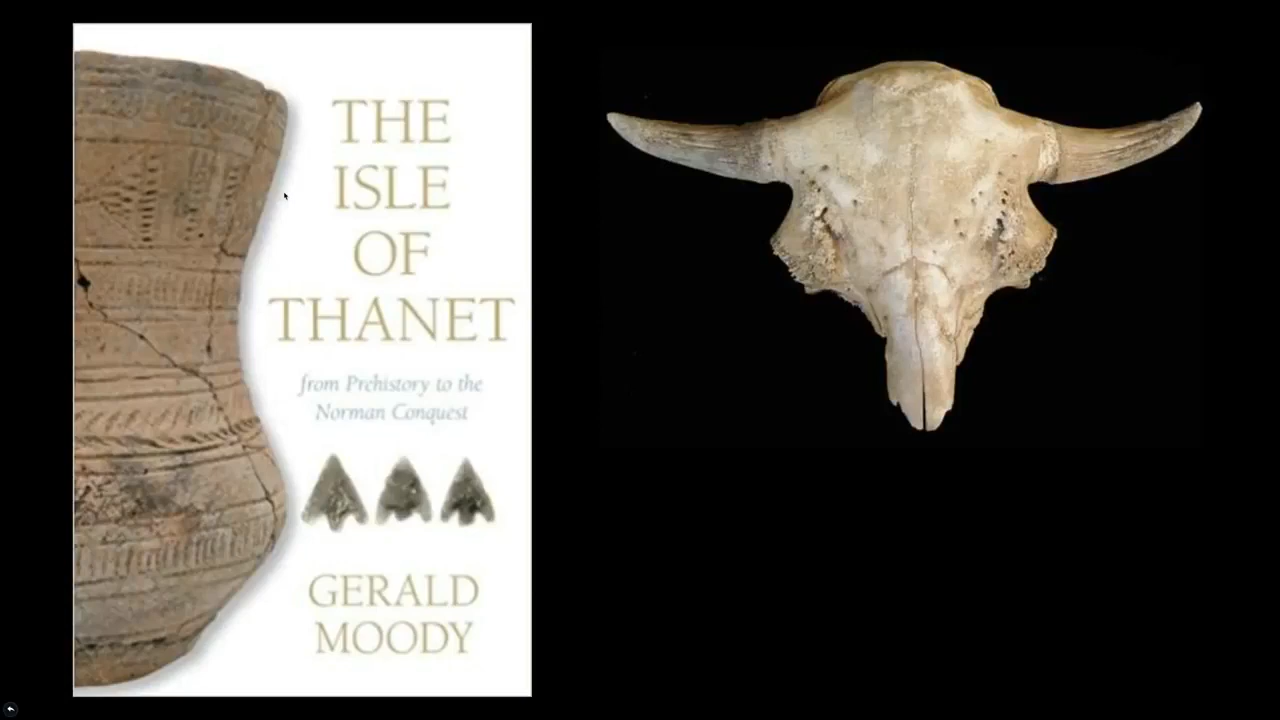 THE
ISLE
OF
THANET
from Prehistory to the
Norman Conquest
GERALD
MOODY